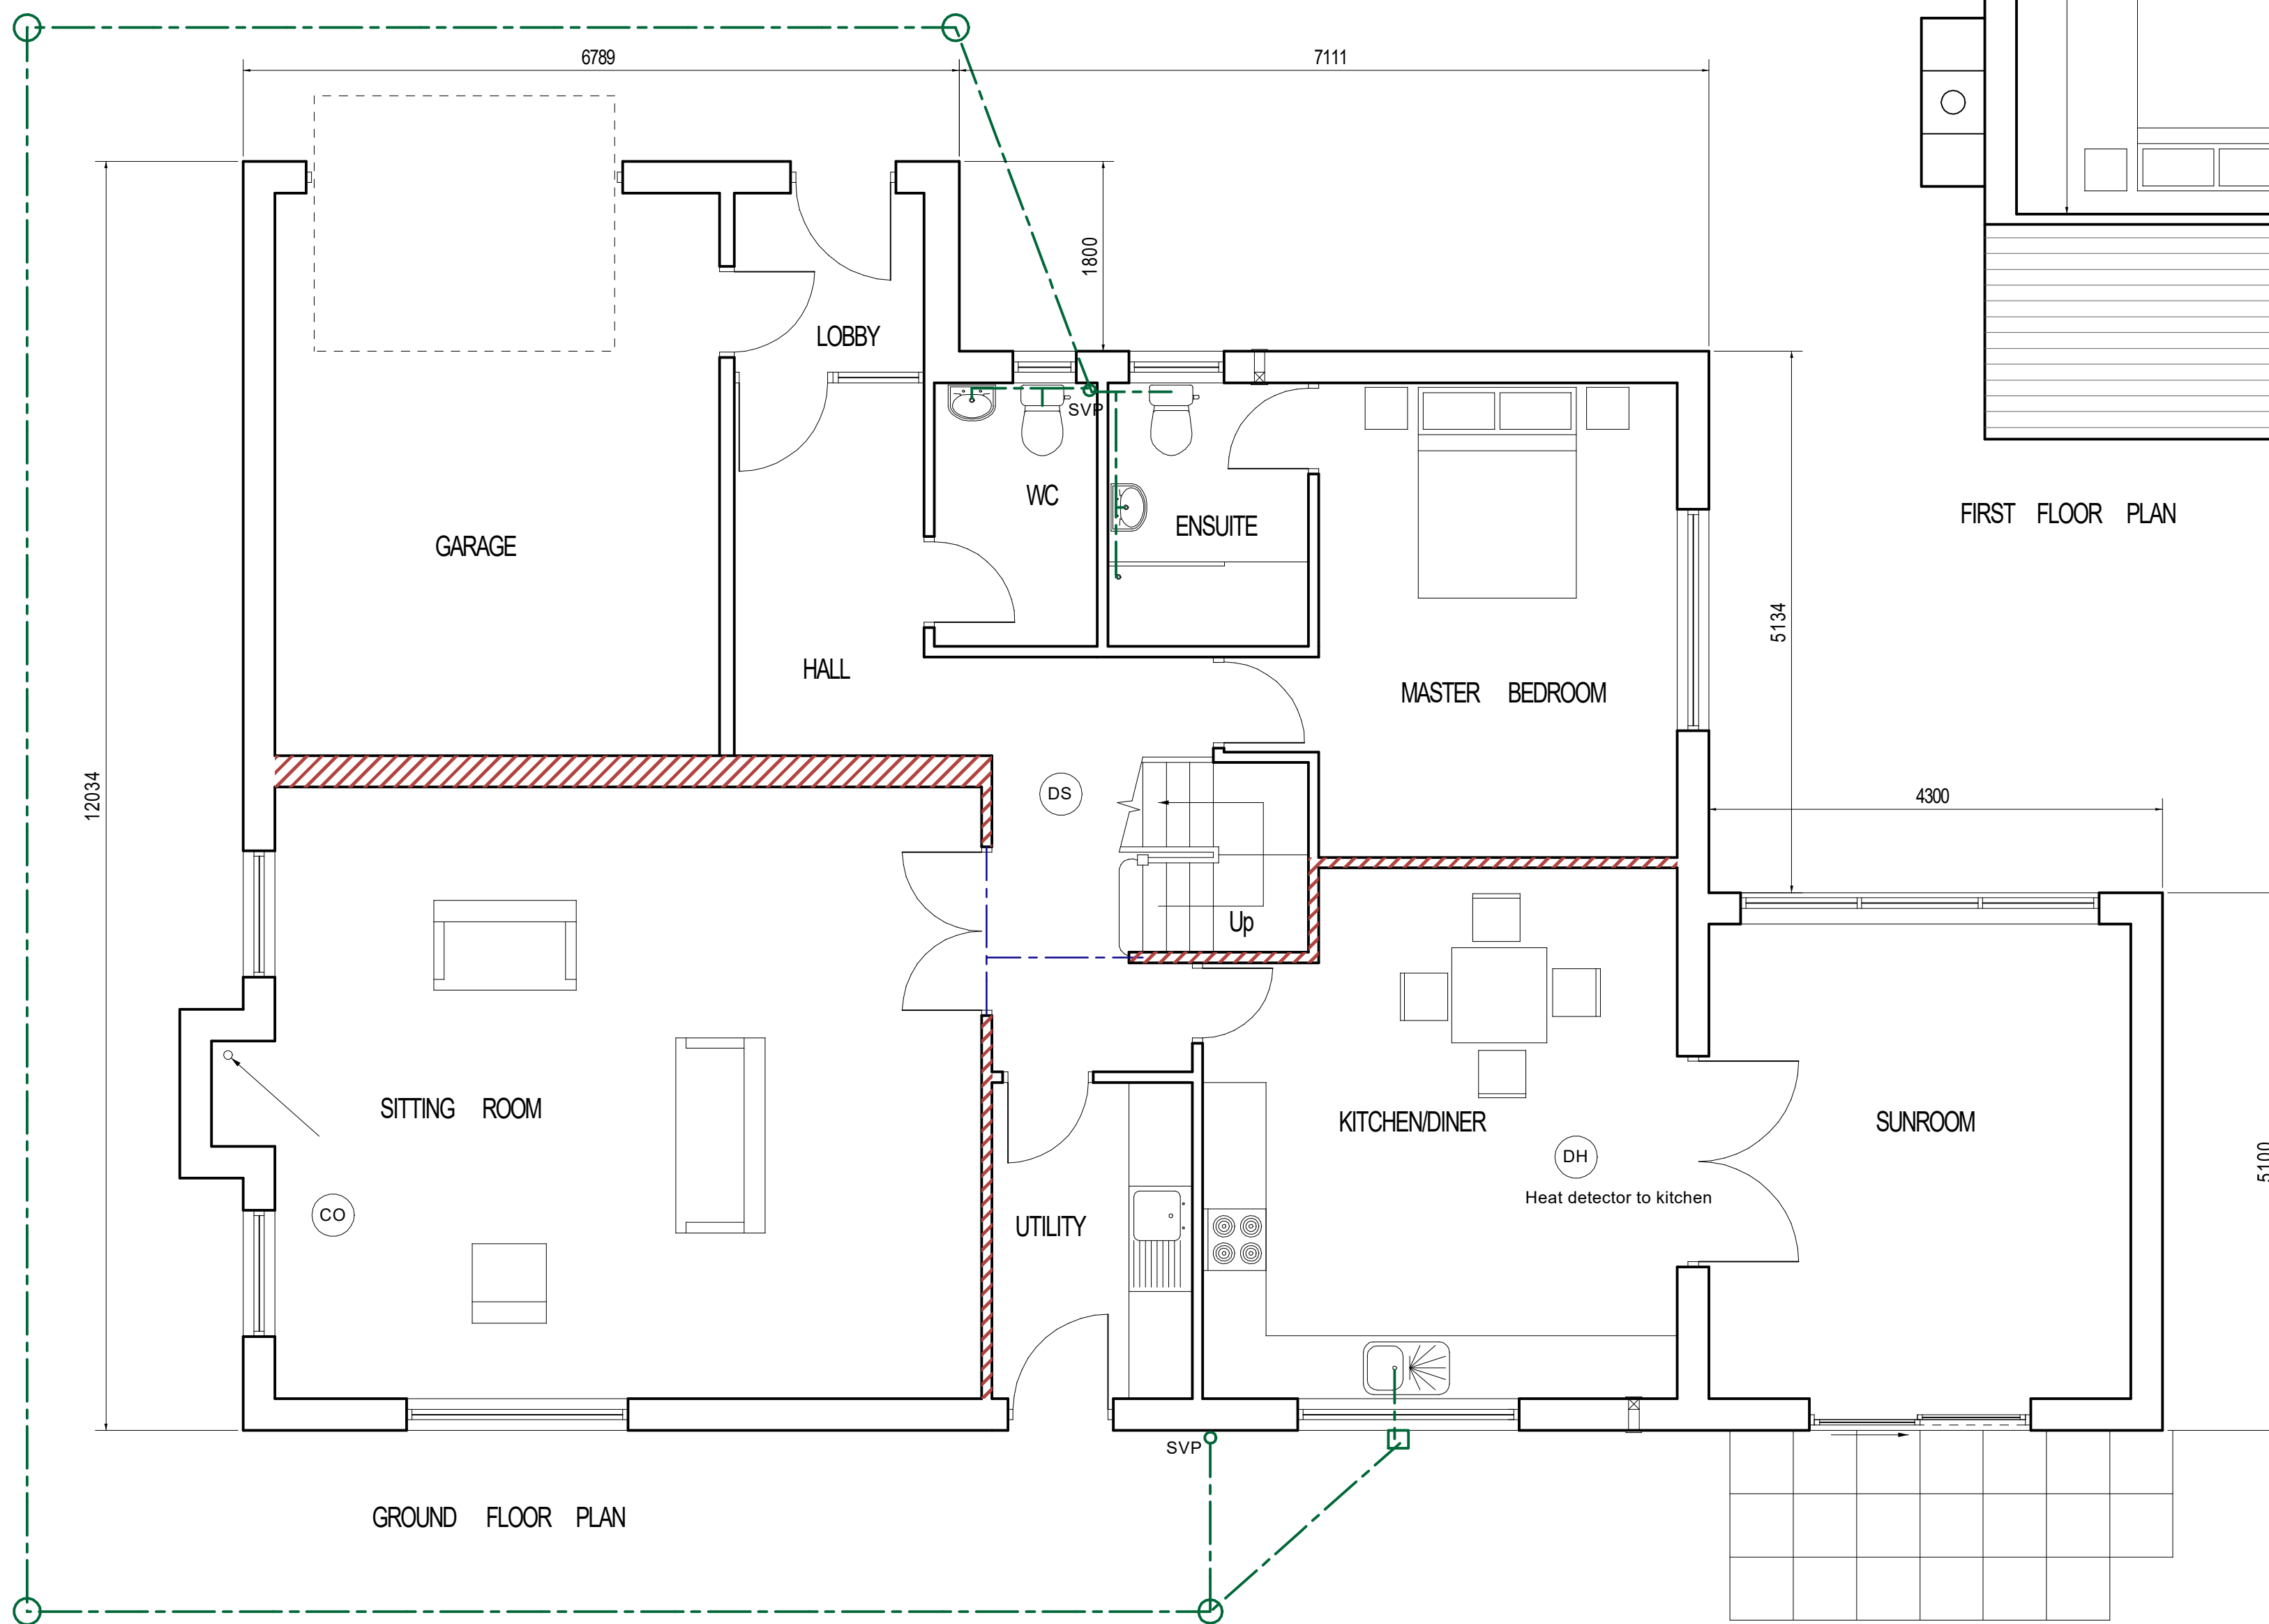 6789
7111
1800
LOBBY
SVP
WC
ENSUITE
GARAGE
FIRST FLOOR PLAN
5134
HALL
MASTER BEDROOM
12034
DS
4300
Up
SITTING ROOM
KITCHEN/DINER
SUNROOM
DH
5100
Heat detector to kitchen
CO
UTILITY
SVP
GROUND FLOOR PLAN